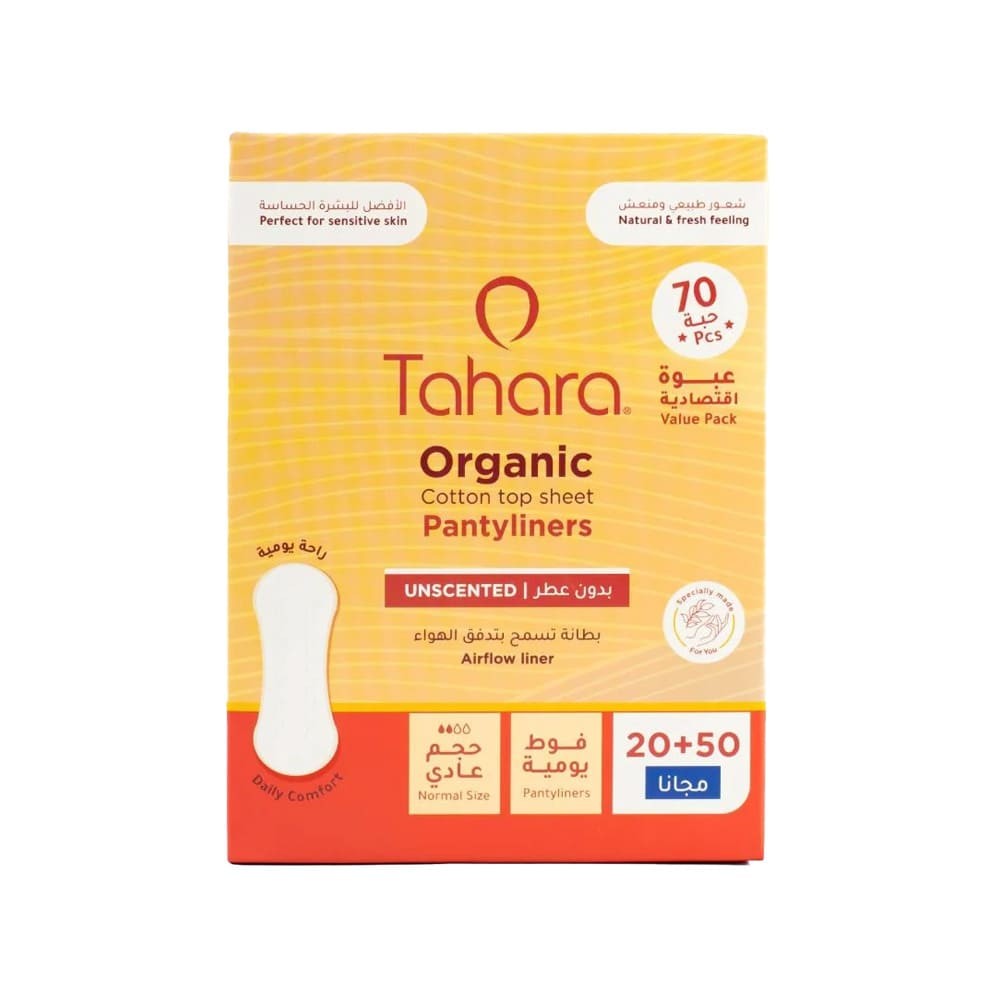 الأفضل للبشرة الحساسة
Perfect for sensitive skin
شعور طبيعي ومنعش
Natural & fresh feeling
70
حبة
Pcs
عبـــوة
اقتصادية
Value Pack
Tahara®
Organic
Cotton top sheet
Pantyliners
UNSCENTED | بدون عطر
بطانة تسمح بتدفق الهواء
Airflow liner
راحة يومية
Daily Comfort
Specially made
For You
حجم
عادي
Normal Size
فوط
يومية
Pantyliners
20+50
مجانا